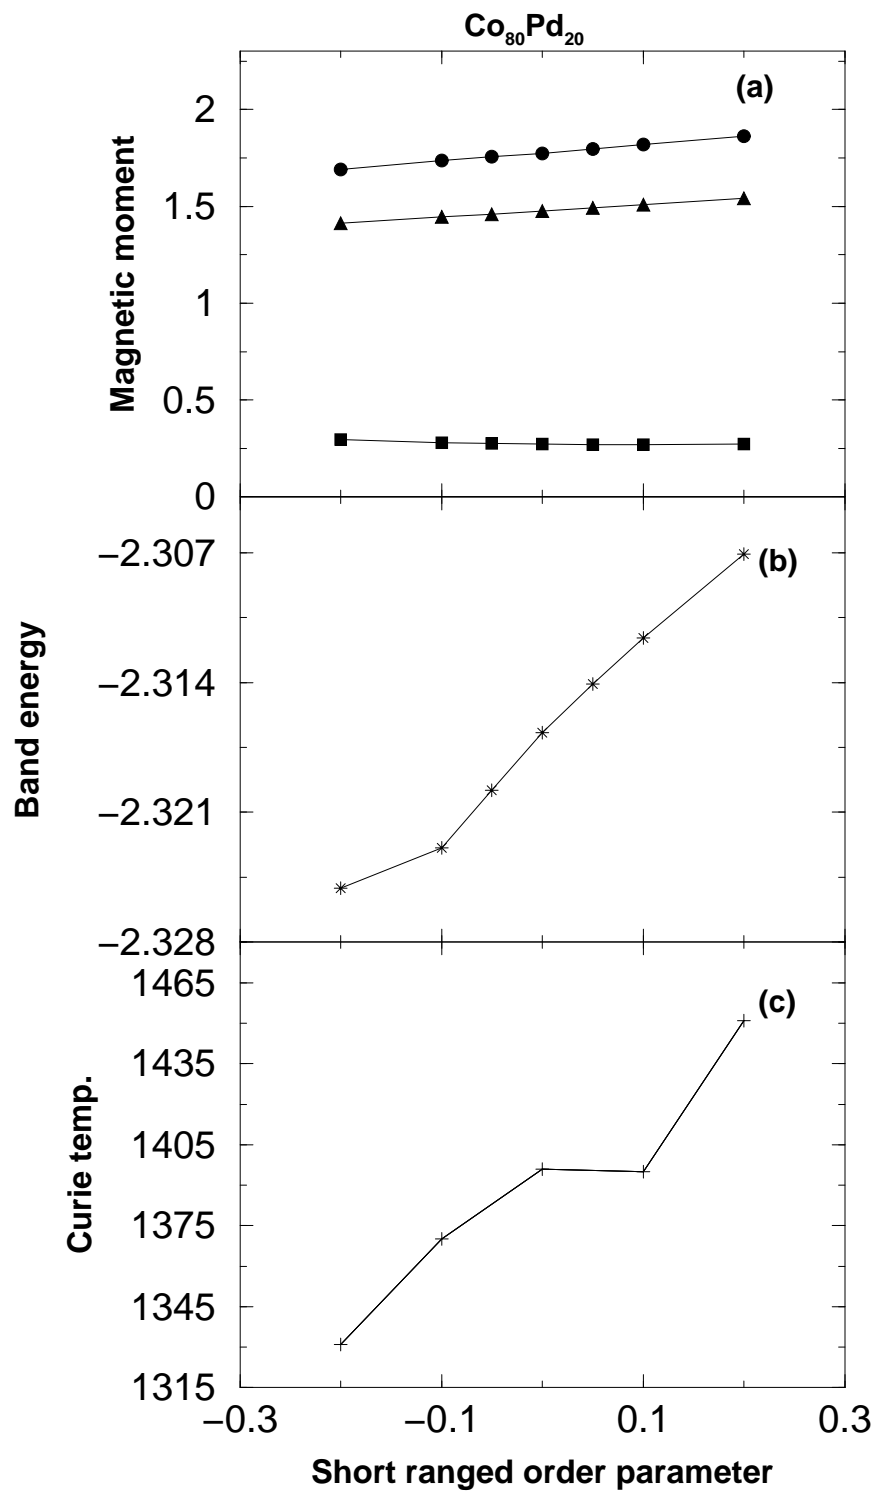 Co₈₀Pd₂₀
(a)
2
1.5
1
0.5
0
Magnetic moment
(b)
−2.307
−2.314
−2.321
−2.328
Band energy
(c)
1465
1435
1405
1375
1345
1315
Curie temp.
−0.3 −0.1 0.1 0.3
Short ranged order parameter